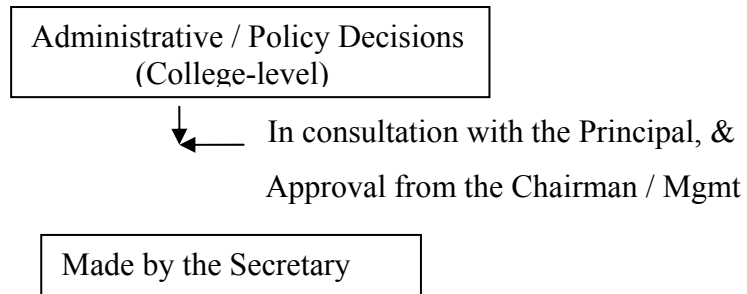 Administrative / Policy Decisions
(College-level)
In consultation with the Principal, &
Approval from the Chairman / Mgmt
Made by the Secretary